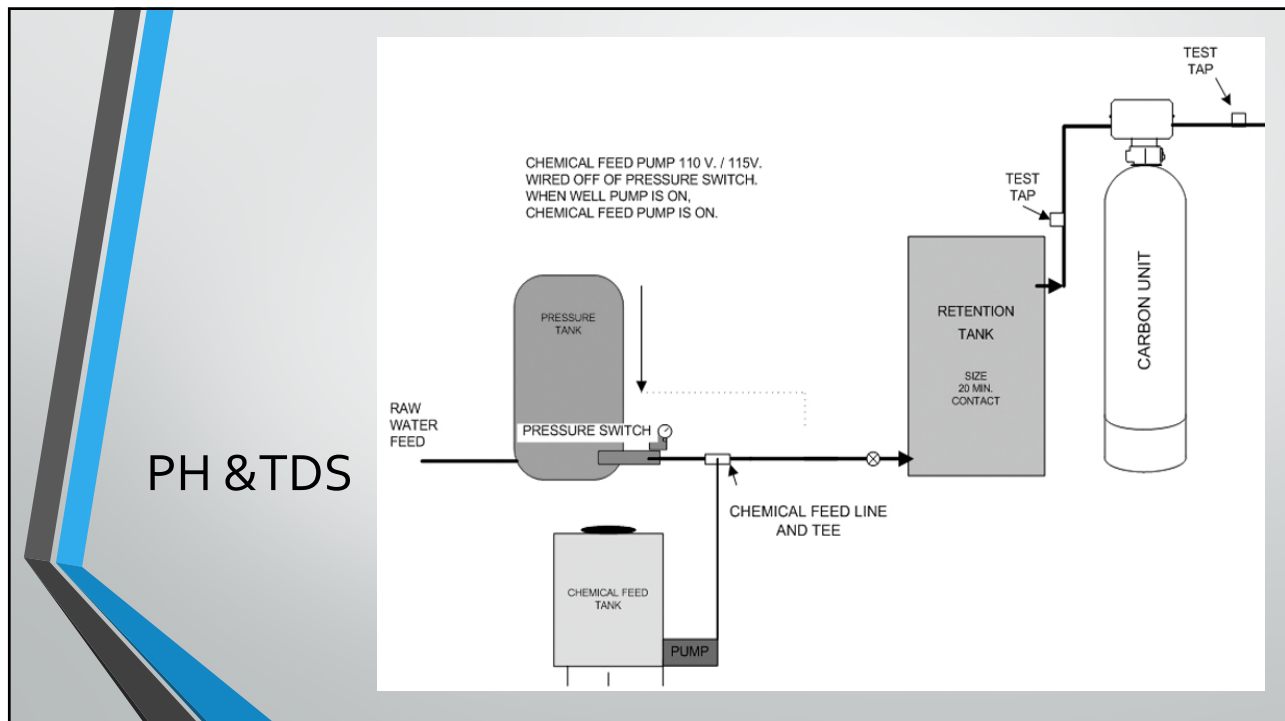 PH &TDS
CHEMICAL FEED PUMP 110 V. / 115V.
WIRED OFF OF PRESSURE SWITCH.
WHEN WELL PUMP IS ON,
CHEMICAL FEED PUMP IS ON.
PRESSURE
TANK
RAW
WATER
FEED
PRESSURE SWITCH
CHEMICAL FEED LINE
AND TEE
CHEMICAL FEED
TANK
PUMP
RETENTION
TANK
SIZE
20 MIN.
CONTACT
TEST
TAP
CARBON UNIT
TEST
TAP